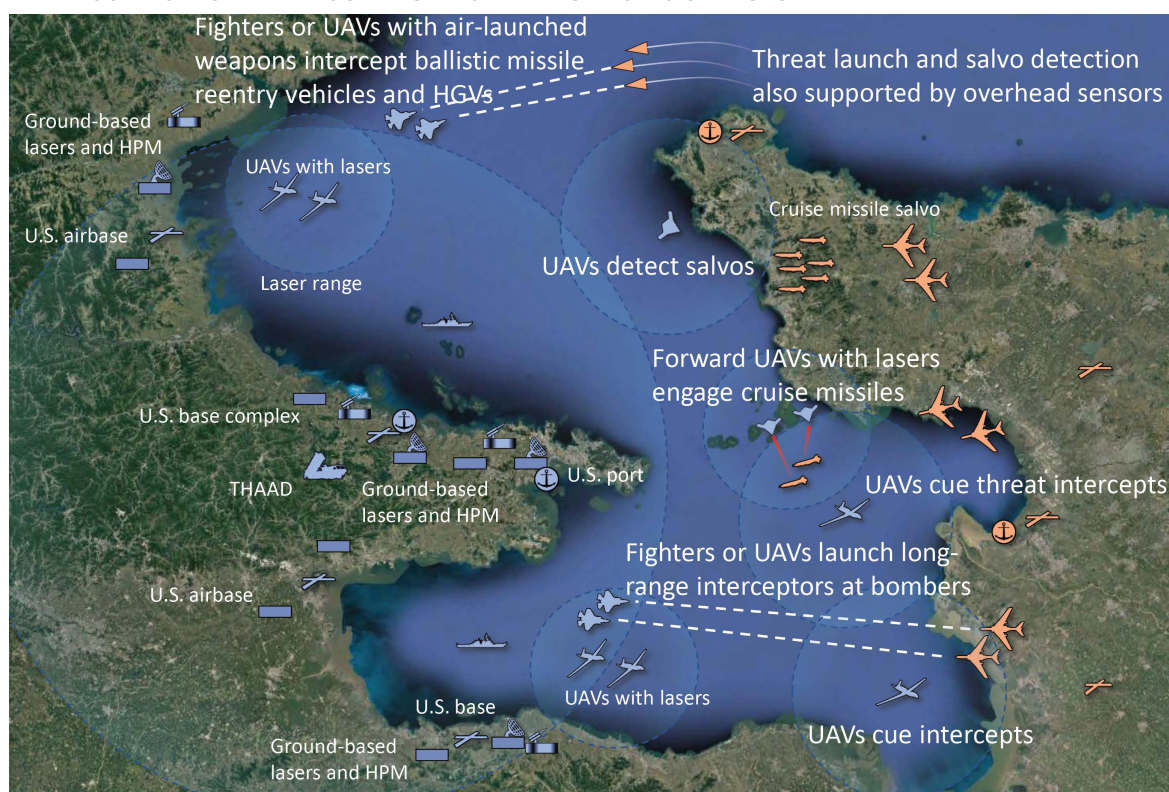 Fighters or UAVs with air-launched
weapons intercept ballistic missile
reentry vehicles and HGVs
Threat launch and salvo detection
also supported by overhead sensors
Ground-based
lasers and HPM
UAVs with lasers
Cruise missile salvo
U.S. airbase
UAVs detect salvos
Laser range
Forward UAVs with lasers
engage cruise missiles
U.S. base complex
THAAD
Ground-based
lasers and HPM
U.S. port
UAVs cue threat intercepts
Fighters or UAVs launch long-
range interceptors at bombers
U.S. airbase
UAVs with lasers
U.S. base
UAVs cue intercepts
Ground-based
lasers and HPM